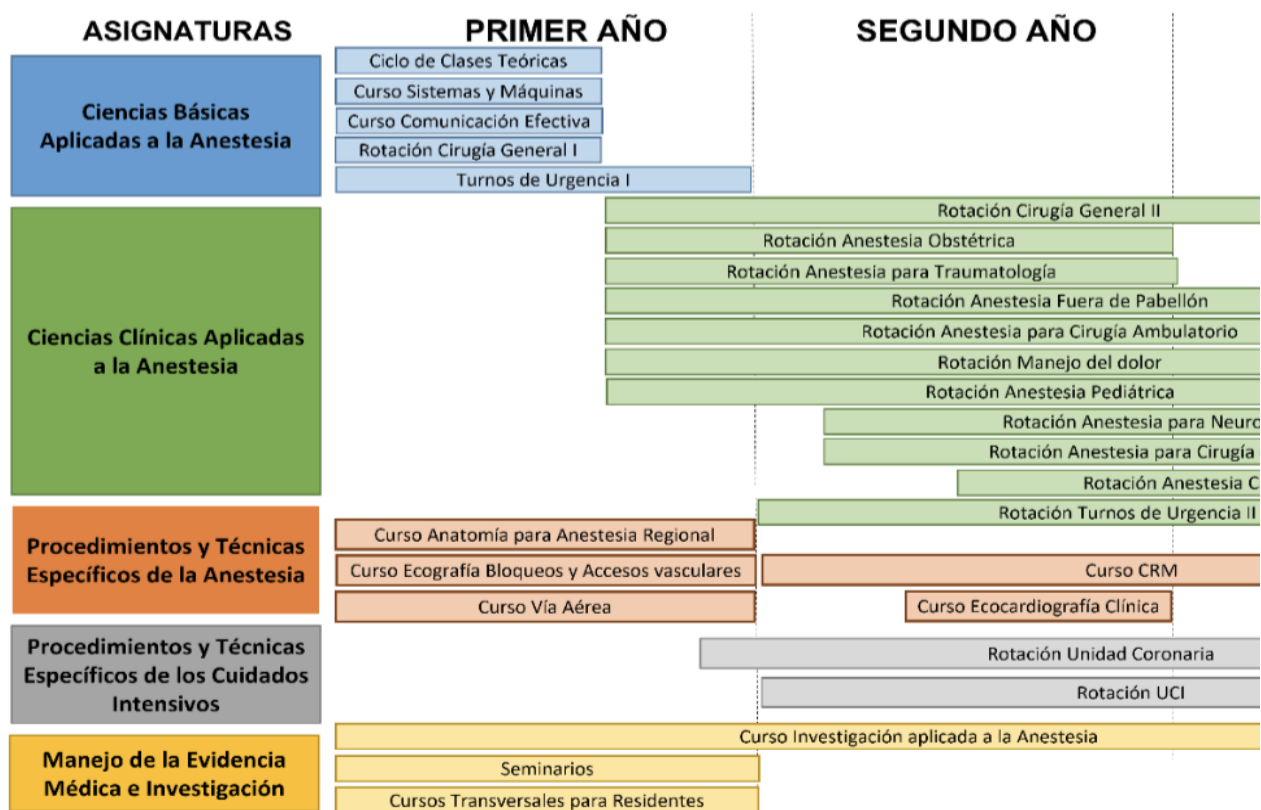 ASIGNATURAS
PRIMER AÑO
SEGUNDO AÑO
Ciencias Básicas
Aplicadas a la Anestesia
Ciclo de Clases Teóricas
Curso Sistemas y Máquinas
Curso Comunicación Efectiva
Rotación Cirugía General I
Turnos de Urgencia I
Ciencias Clínicas Aplicadas
a la Anestesia
Rotación Cirugía General II
Rotación Anestesia Obstétrica
Rotación Anestesia para Traumatología
Rotación Anestesia Fuera de Pabellón
Rotación Anestesia para Cirugía Ambulatorio
Rotación Manejo del dolor
Rotación Anestesia Pediátrica
Rotación Anestesia para Neuro
Rotación Anestesia para Cirugía
Rotación Anestesia C
Rotación Turnos de Urgencia II
Procedimientos y Técnicas
Específicos de la Anestesia
Curso Anatomía para Anestesia Regional
Curso Ecografía Bloqueos y Accesos vasculares
Curso CRM
Curso Vía Aérea
Curso Ecocardiografía Clínica
Procedimientos y Técnicas
Específicos de los Cuidados
Intensivos
Rotación Unidad Coronaria
Rotación UCI
Manejo de la Evidencia
Médica e Investigación
Curso Investigación aplicada a la Anestesia
Seminarios
Cursos Transversales para Residentes